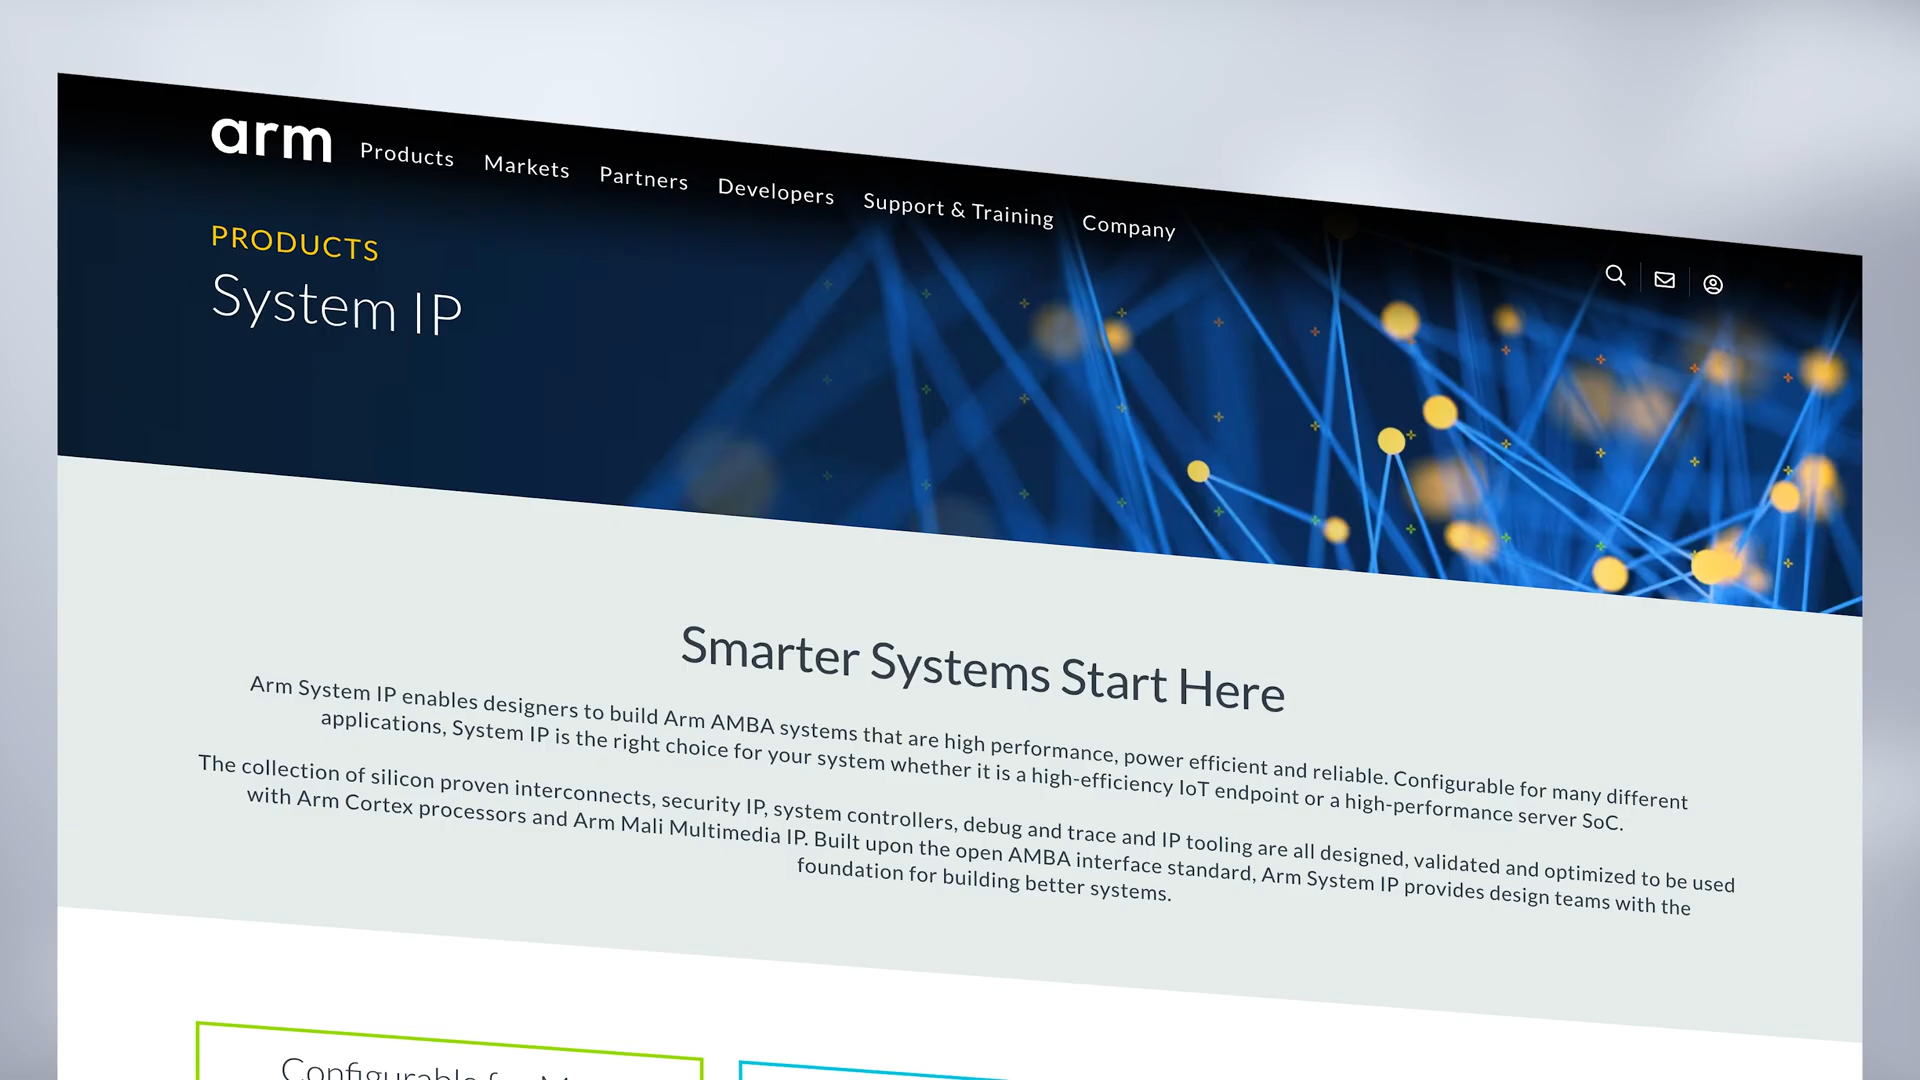 arm
Products Markets Partners Developers Support & Training Company
PRODUCTS
System IP
Smarter Systems Start Here
Arm System IP enables designers to build Arm AMBA systems that are high performance, power efficient and reliable. Configurable for many different
applications, System IP is the right choice for your system whether it is a high-efficiency IoT endpoint or a high-performance server SoC.
The collection of silicon proven interconnects, security IP, system controllers, debug and trace and IP tooling are all designed, validated and optimized to be used
with Arm Cortex processors and Arm Mali Multimedia IP. Built upon the open AMBA interface standard, Arm System IP provides design teams with the
foundation for building better systems.
Configurable